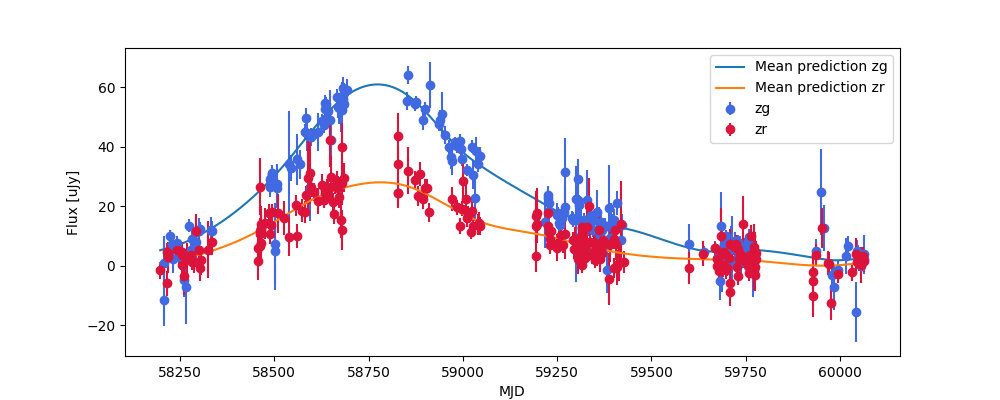 Mean prediction zg
Mean prediction zr
zg
zr
Flux [uJy]
60
40
20
0
−20
58250 58500 58750 59000 59250 59500 59750 60000
MJD